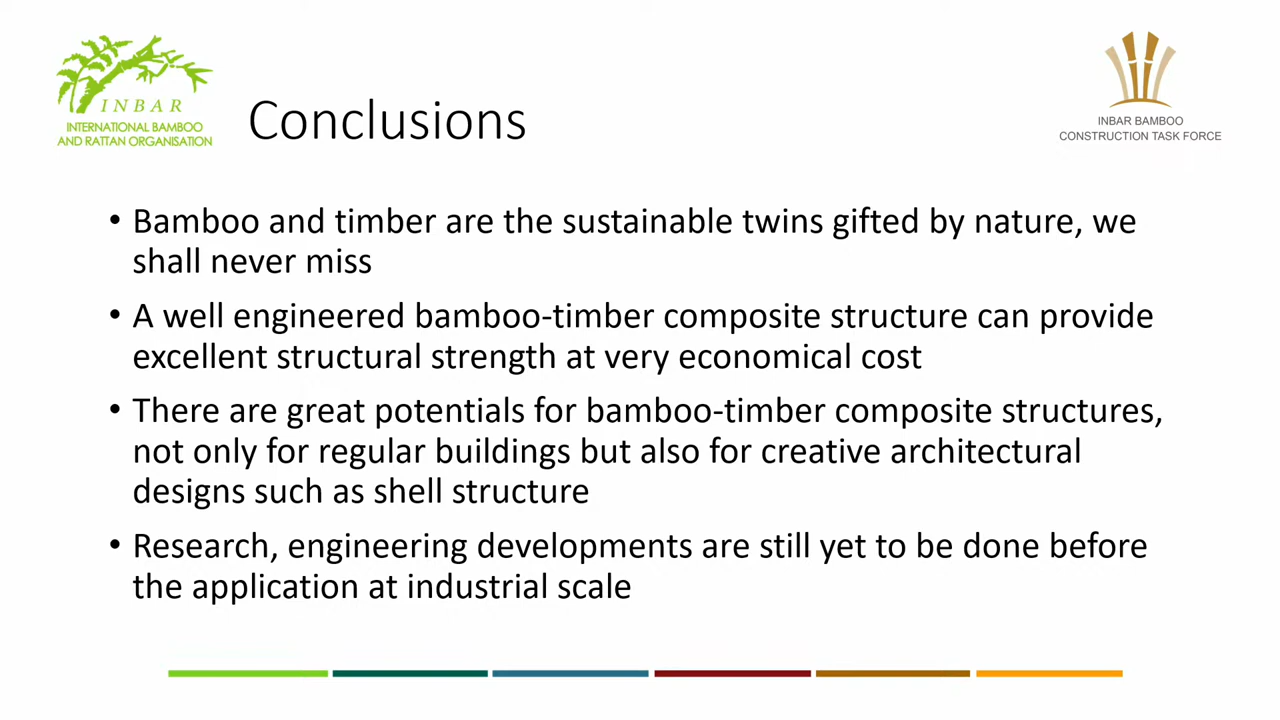 INBAR
INTERNATIONAL BAMBOO
AND RATTAN ORGANISATION
Conclusions
INBAR BAMBOO
CONSTRUCTION TASK FORCE
• Bamboo and timber are the sustainable twins gifted by nature, we
shall never miss
• A well engineered bamboo-timber composite structure can provide
excellent structural strength at very economical cost
• There are great potentials for bamboo-timber composite structures,
not only for regular buildings but also for creative architectural
designs such as shell structure
• Research, engineering developments are still yet to be done before
the application at industrial scale